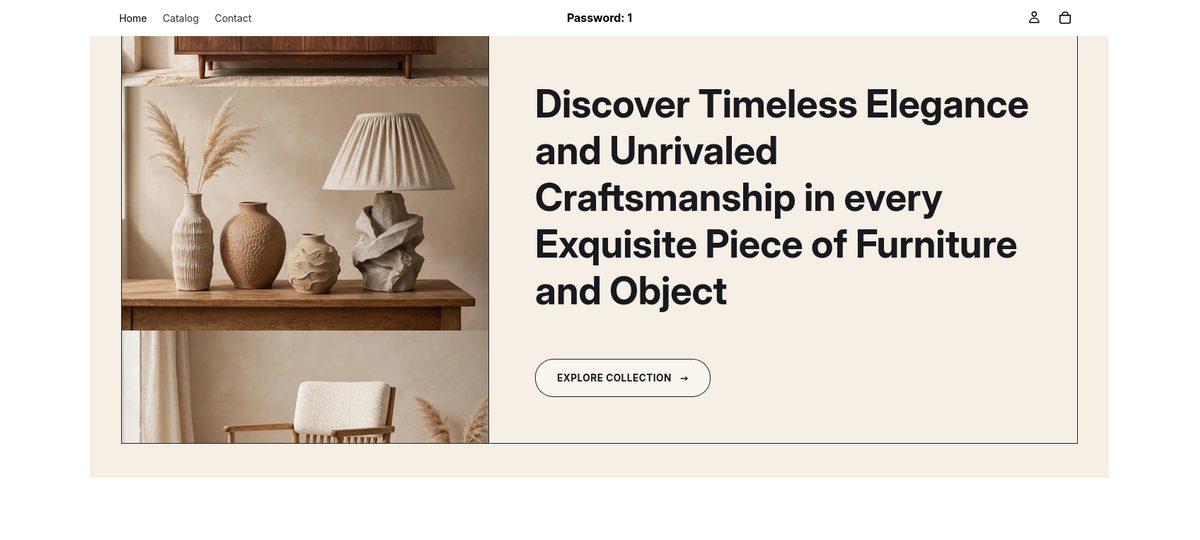 Home
Catalog
Contact
Password: 1
Discover Timeless Elegance
and Unrivaled
Craftsmanship in every
Exquisite Piece of Furniture
and Object
EXPLORE COLLECTION →